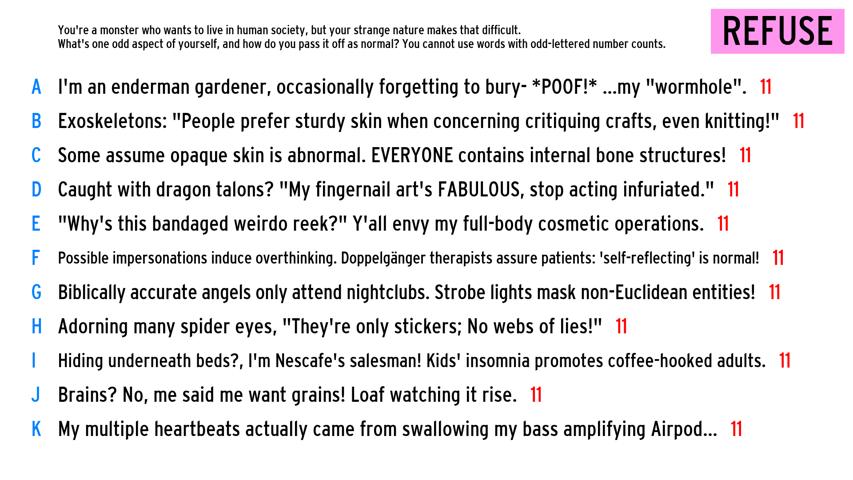 You're a monster who wants to live in human society, but your strange nature makes that difficult.
What's one odd aspect of yourself, and how do you pass it off as normal? You cannot use words with odd-lettered number counts.
REFUSE
A I'm an enderman gardener, occasionally forgetting to bury- *POOF!* ...my "wormhole". 11
B Exoskeletons: "People prefer sturdy skin when concerning critiquing crafts, even knitting!" 11
C Some assume opaque skin is abnormal. EVERYONE contains internal bone structures! 11
D Caught with dragon talons? "My fingernail art's FABULOUS, stop acting infuriated." 11
E "Why's this bandaged weirdo reek?" Y'all envy my full-body cosmetic operations. 11
F Possible impersonations induce overthinking. Doppelgänger therapists assure patients: 'self-reflecting' is normal! 11
G Biblically accurate angels only attend nightclubs. Strobe lights mask non-Euclidean entities! 11
H Adorning many spider eyes, "They're only stickers; No webs of lies!" 11
I Hiding underneath beds?, I'm Nescafe's salesman! Kids' insomnia promotes coffee-hooked adults. 11
J Brains? No, me said me want grains! Loaf watching it rise. 11
K My multiple heartbeats actually came from swallowing my bass amplifying Airpod... 11